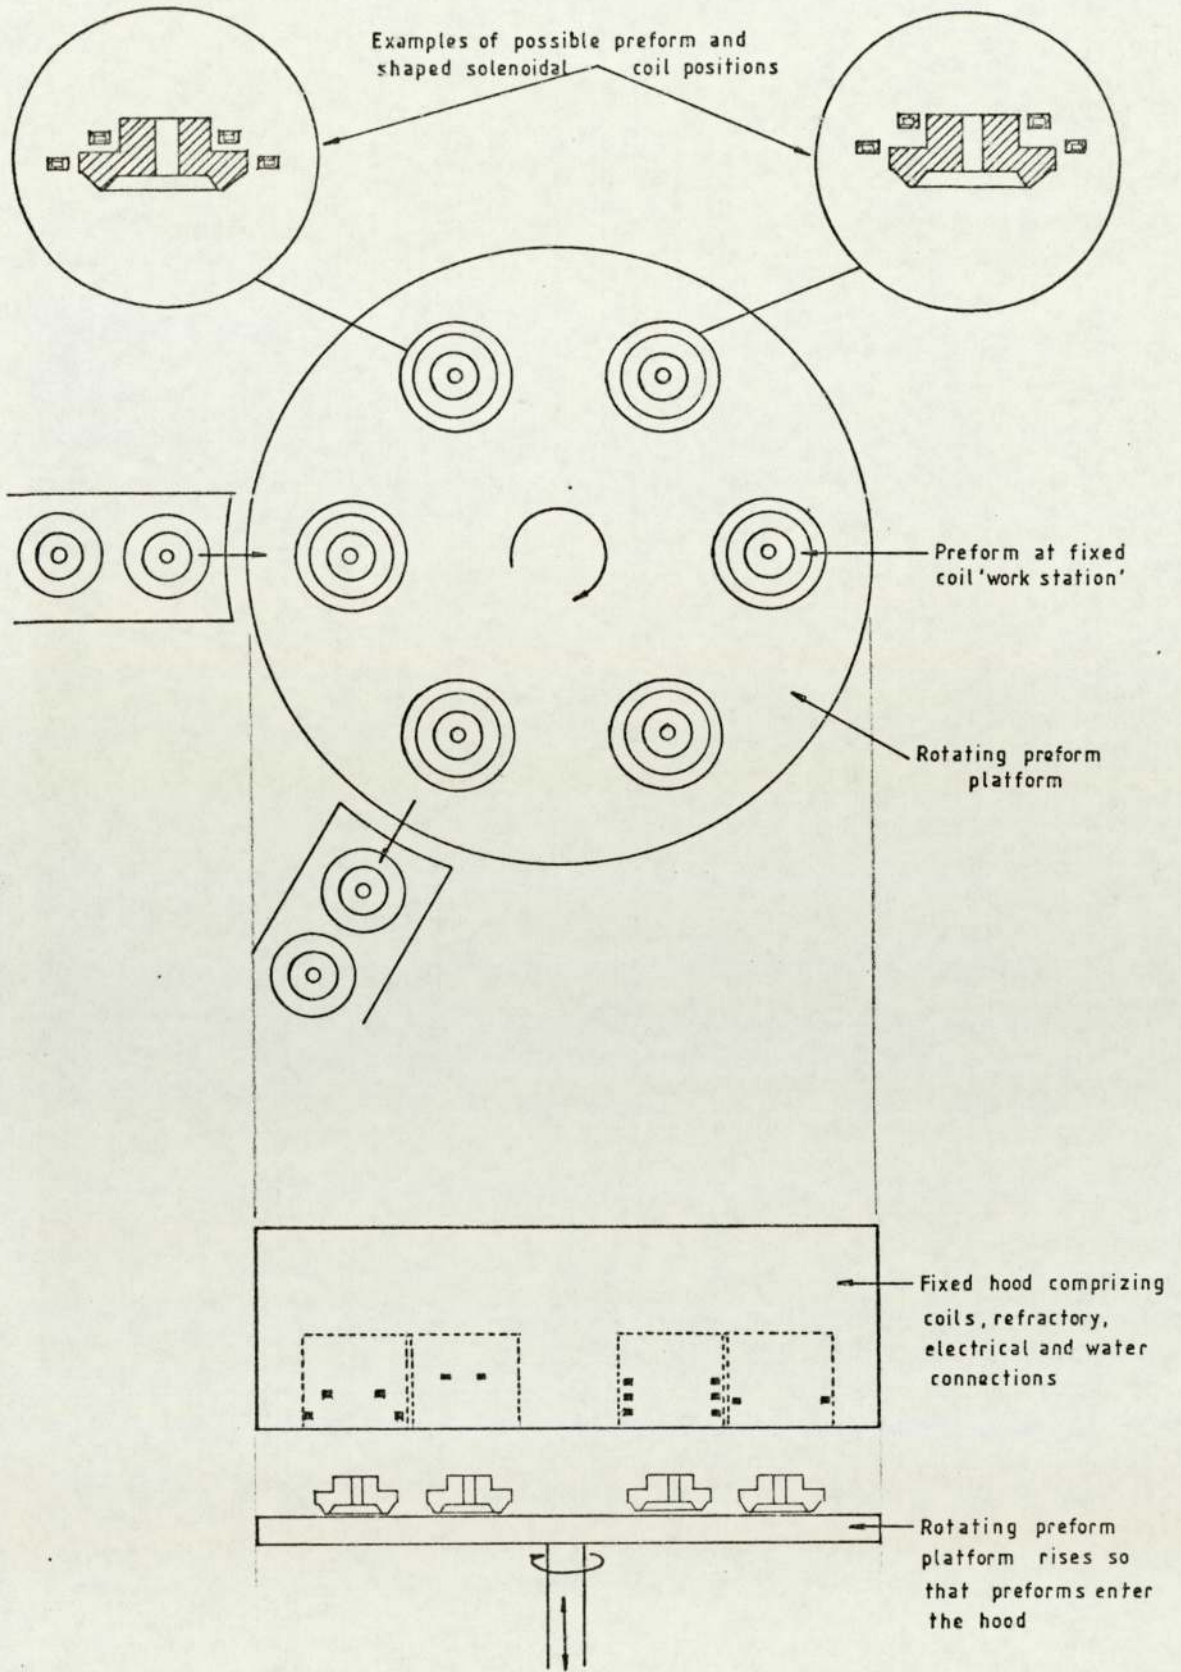 Examples of possible preform and
shaped solenoidal coil positions
Preform at fixed
coil 'work station'
Rotating preform
platform
Fixed hood comprizing
coils, refractory,
electrical and water
connections
Rotating preform
platform rises so
that preforms enter
the hood